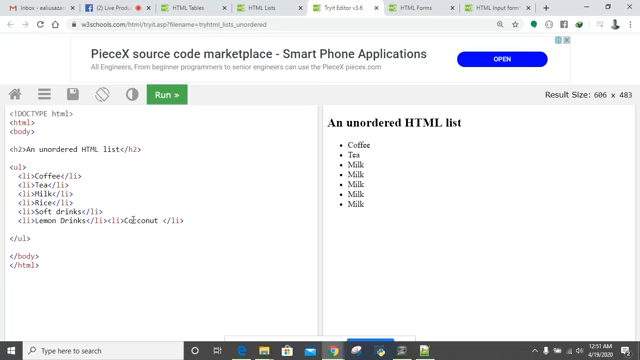 Inbox - ealiusaboss
(2) Live Produc
HTML Tables
HTML Lists
Tryit Editor v3.6
HTML Forms
HTML Input form
w3schools.com/html/tryit.asp?filename=tryhtml_lists_unordered
PieceX source code marketplace - Smart Phone Applications
All Engineers, From beginner programmers to senior engineers can use the PieceX piecex.com
OPEN
Run »
Result Size: 606 x 483
<!DOCTYPE html>
<html>
<body>
<h2>An unordered HTML list</h2>
<ul>
<li>Coffee</li>
<li>Tea</li>
<li>Milk</li>
<li>Rice</li>
<li>Soft drinks</li>
<li>Lemon Drinks</li><li>Coconut </li>
</ul>
</body>
</html>
An unordered HTML list
• Coffee
• Tea
• Milk
• Milk
• Milk
• Milk
• Milk
Type here to search
12:51 AM
4/19/2020